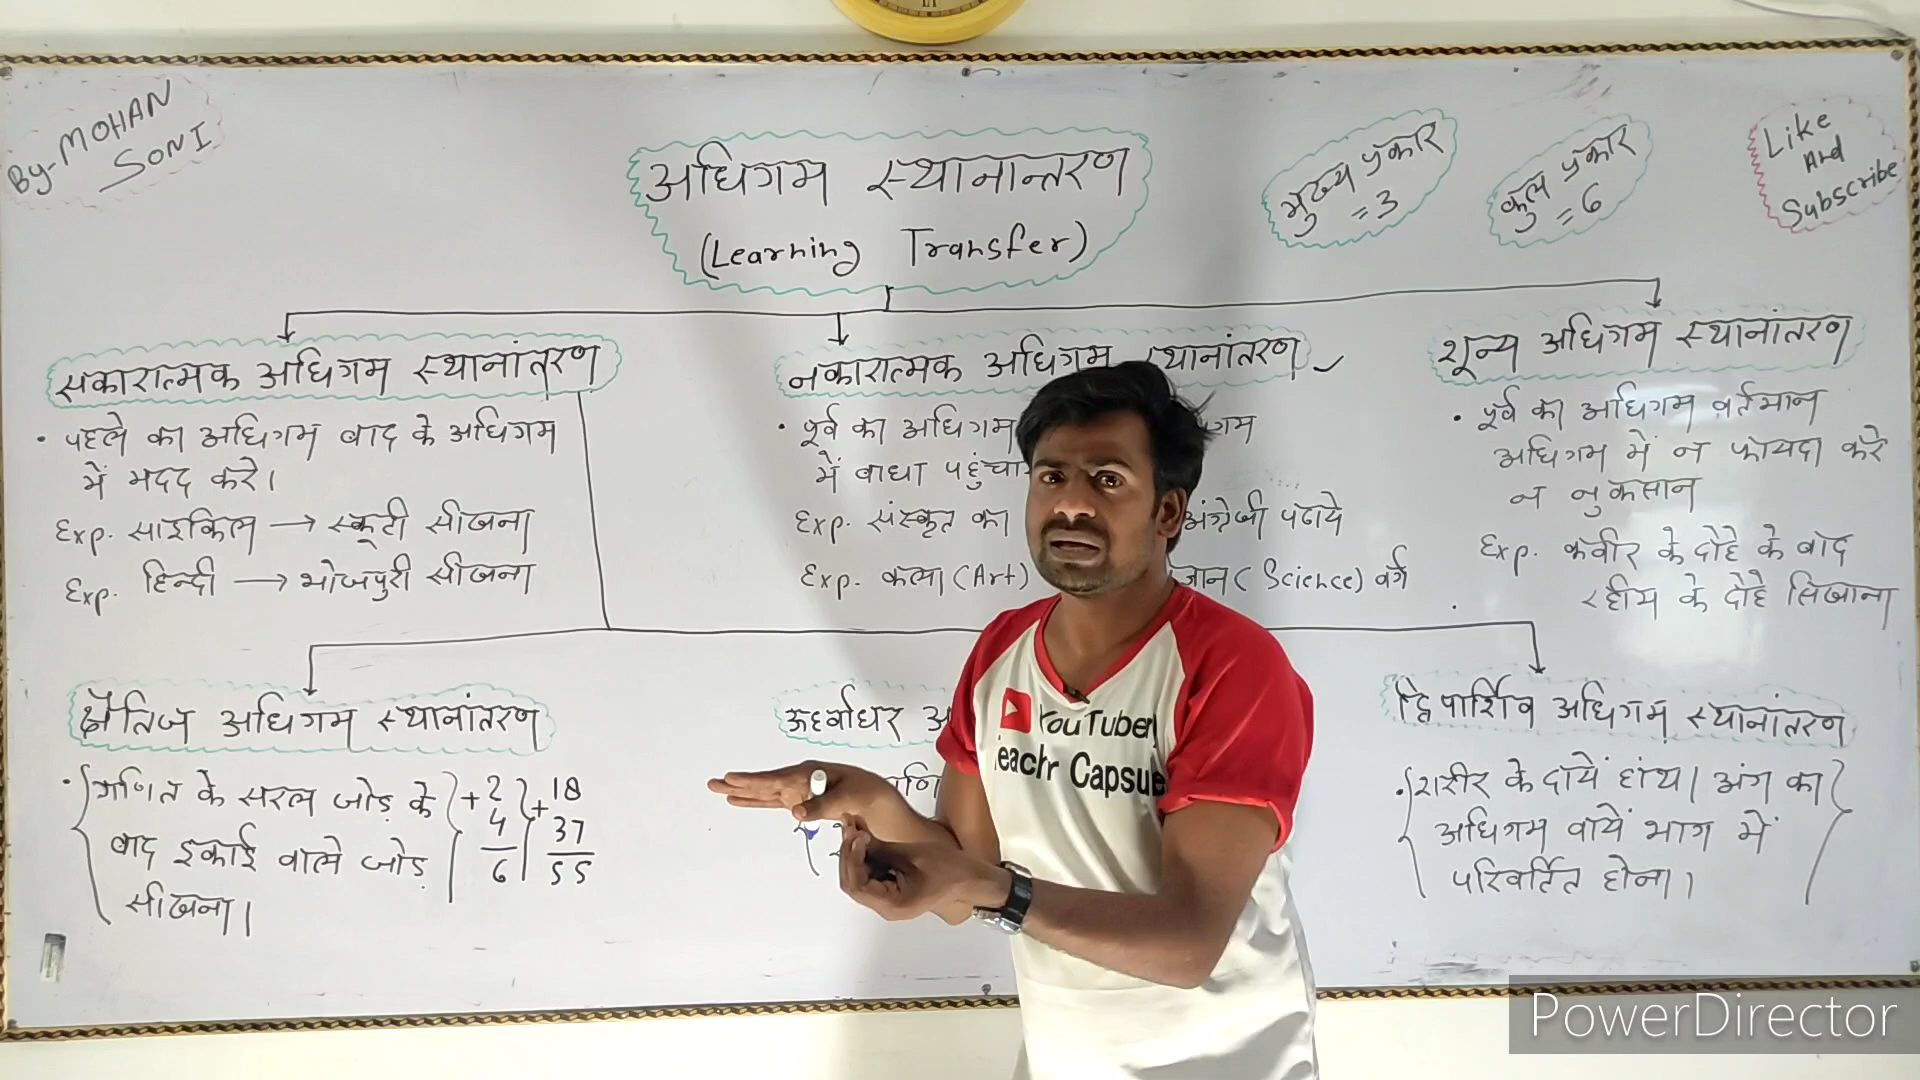 By-MOHAN
SONI
अधिगम स्थानान्तरण
(Learning Transfer)
मुख्य प्रकार
=3
कुल प्रकार
=6
Like
And
Subscribe
सकारात्मक अधिगम स्थानांतरण
• पहले का अधिगम बाद के अधिगम
में मदद करे।
Exp. साइकिल → स्कूटी सीखना
Exp. हिन्दी → भोजपुरी सीखना
नकारात्मक अधिगम स्थानांतरण
• पूर्व का अधिगम
में बाधा
Exp. संस्कृत का अंग्रेजी पढाये
Exp. कला (Art) (Science) वर्ग
शून्य अधिगम स्थानांतरण
• पूर्व का अधिगम वर्तमान
अधिगम में न फायदा करे
न नुकसान
Exp. कबीर के दोहे के बाद
रहीम के दोहे सिखाना
क्षैतिज अधिगम स्थानांतरण
• गणित के सरल जोड़ के
बाद इकाई वाले जोड़
सीखना।
+2
4
6
+18
37
55
ऊर्ध्वाधर
द्विपार्श्विव अधिगम स्थानांतरण
• शरीर के दायें हांथ। अंग का
अधिगम बायें भाग में
परिवर्तित होना।
YouTuber
Teachr Capsue
PowerDirector